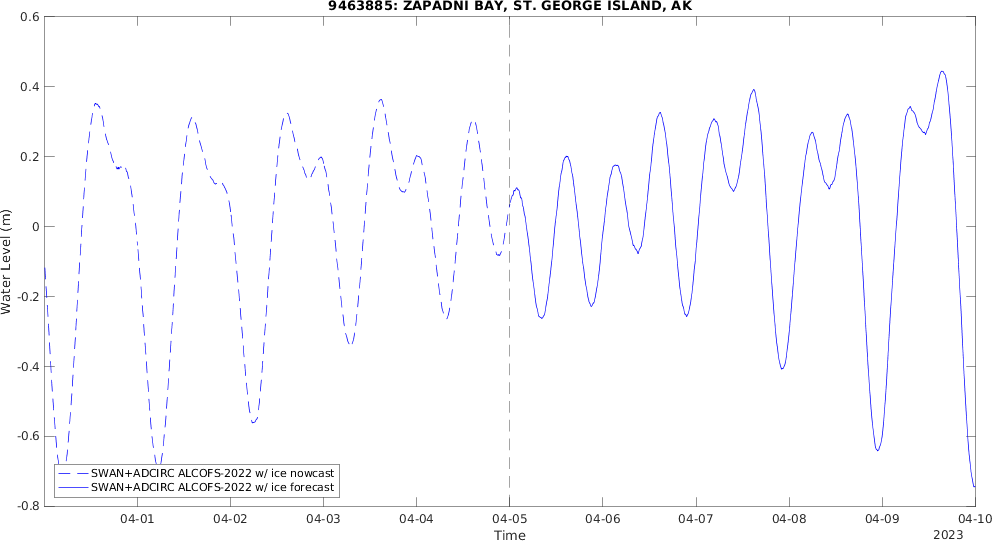 9463885: ZAPADNI BAY, ST. GEORGE ISLAND, AK
Water Level (m)
0.6
0.4
0.2
0
-0.2
-0.4
-0.6
-0.8
SWAN+ADCIRC ALCOFS-2022 w/ ice nowcast
SWAN+ADCIRC ALCOFS-2022 w/ ice forecast
04-01 04-02 04-03 04-04 04-05 04-06 04-07 04-08 04-09 04-10
Time
2023